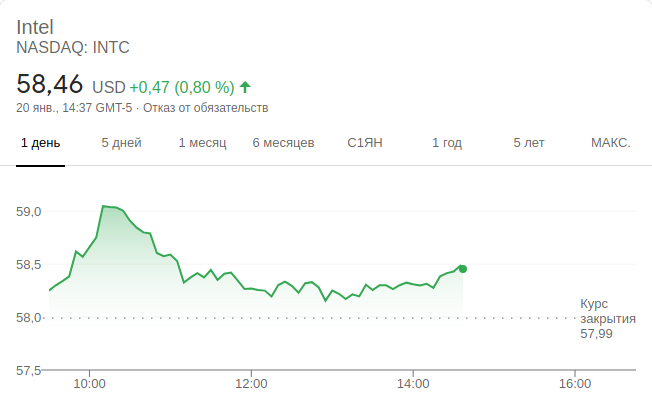 Intel
NASDAQ: INTC
58,46 USD +0,47 (0,80 %)
20 янв., 14:37 GMT-5 · Отказ от обязательств
1 день 5 дней 1 месяц 6 месяцев С1ЯН 1 год 5 лет МАКС.
59,0
58,5
58,0
57,5
Курс
закрытия
57,99
10:00 12:00 14:00 16:00